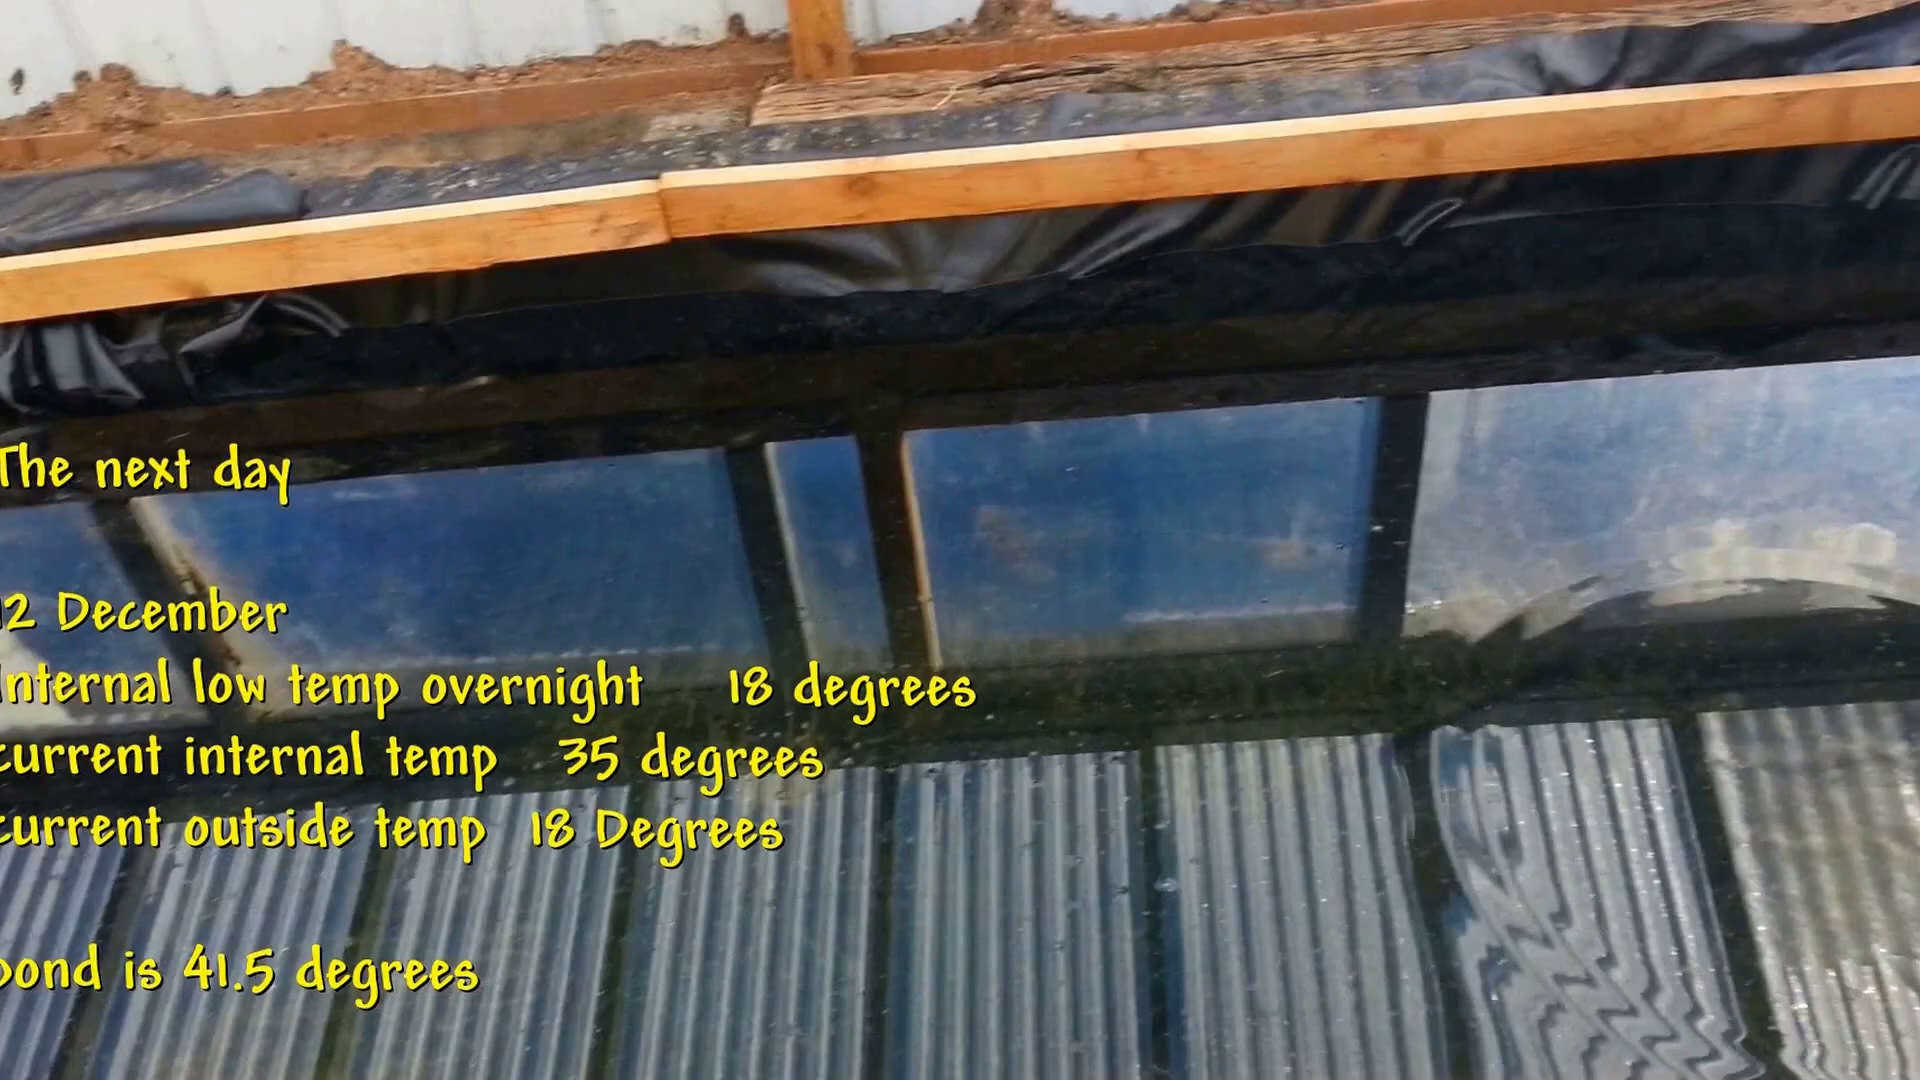 The next day
12 December
Internal low temp overnight 18 degrees
current internal temp 35 degrees
current outside temp 18 Degrees
pond is 41.5 degrees